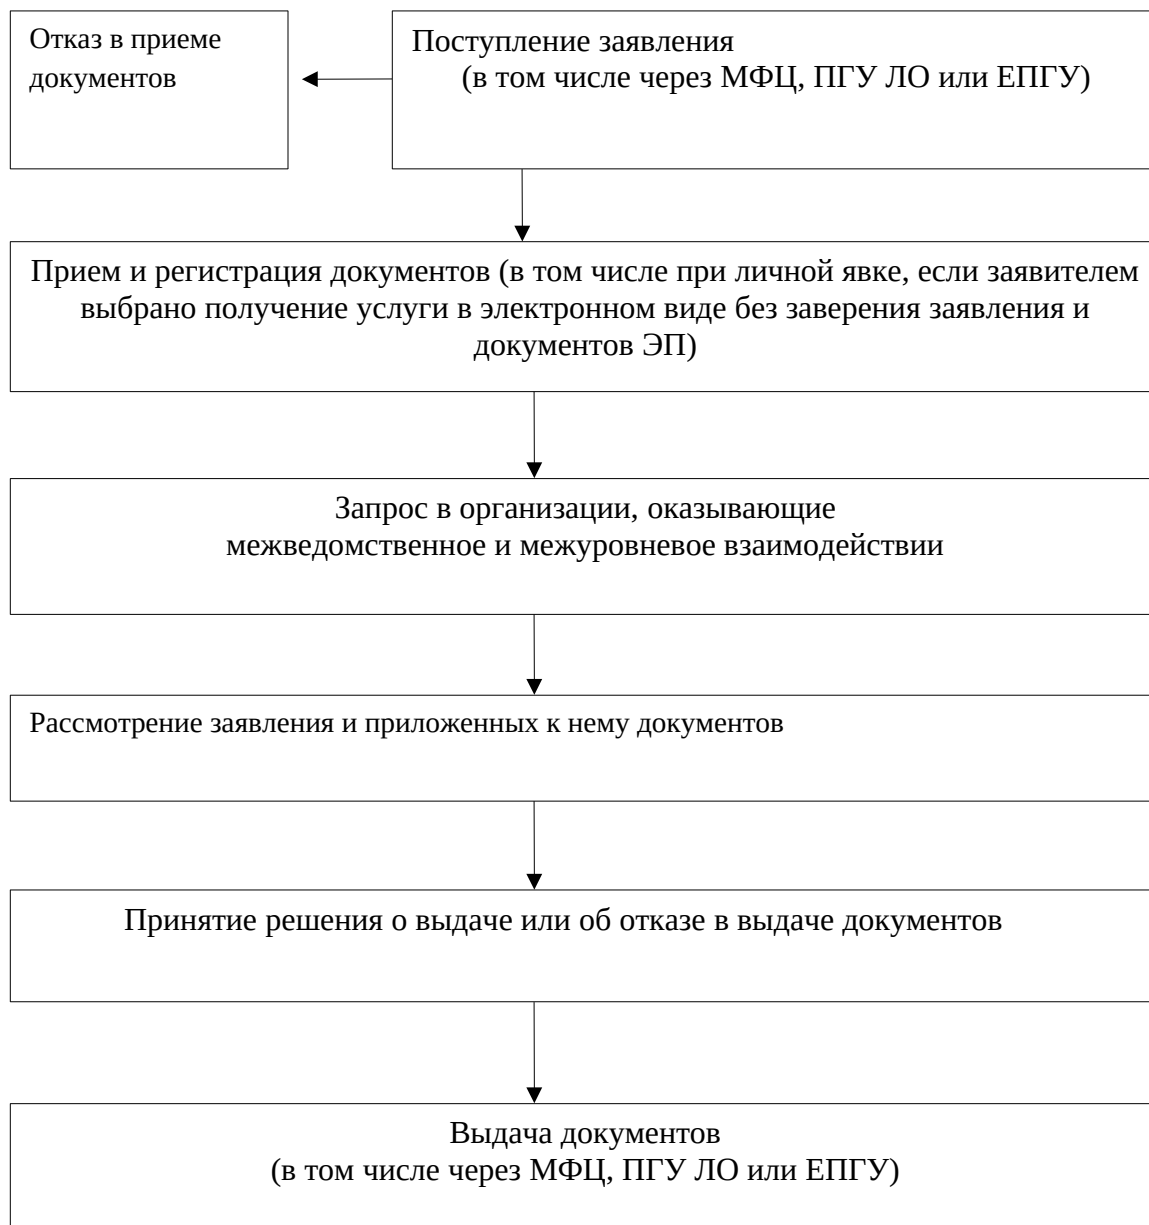 Отказ в приеме
документов
Поступление заявления
(в том числе через МФЦ, ПГУ ЛО или ЕПГУ)
Прием и регистрация документов (в том числе при личной явке, если заявителем
выбрано получение услуги в электронном виде без заверения заявления и
документов ЭП)
Запрос в организации, оказывающие
межведомственное и межуровневое взаимодействии
Рассмотрение заявления и приложенных к нему документов
Принятие решения о выдаче или об отказе в выдаче документов
Выдача документов
(в том числе через МФЦ, ПГУ ЛО или ЕПГУ)